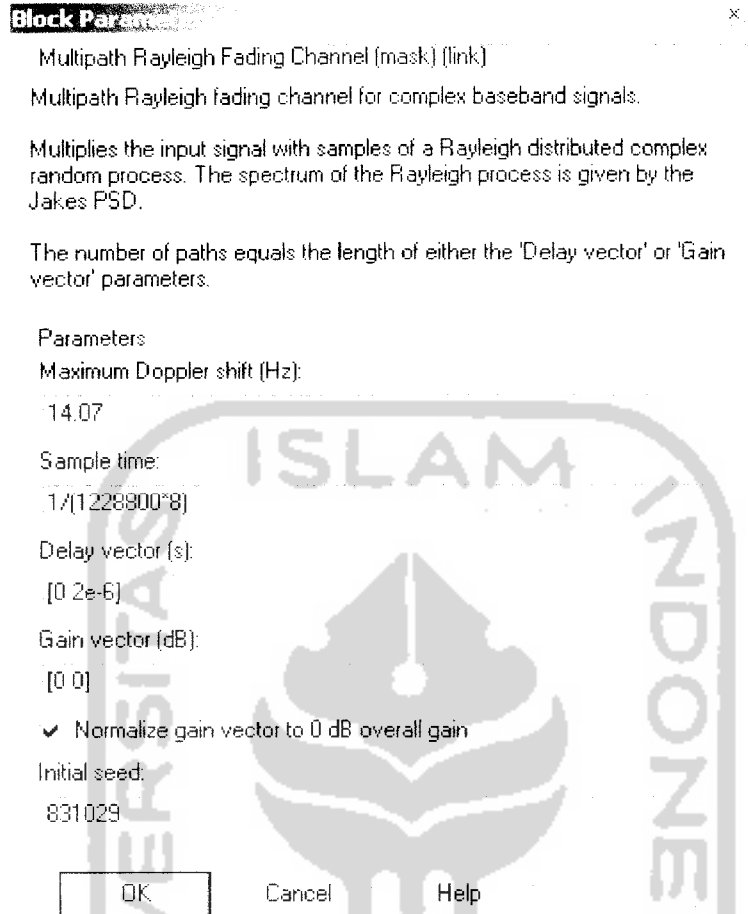 Block Parame
Multipath Rayleigh Fading Channel (mask) (link)
Multipath Rayleigh fading channel for complex baseband signals.
Multiplies the input signal with samples of a Rayleigh distributed complex
random process. The spectrum of the Rayleigh process is given by the
Jakes PSD.
The number of paths equals the length of either the 'Delay vector' or 'Gain
vector' parameters.
Parameters
Maximum Doppler shift (Hz):
14.07
Sample time:
1/(1228800*8)
Delay vector (s):
[0 2e-6]
Gain vector (dB):
[0 0]
Normalize gain vector to 0 dB overall gain
Initial seed:
831029
OK Cancel Help
ISLAM
INDONE
ERSITAS